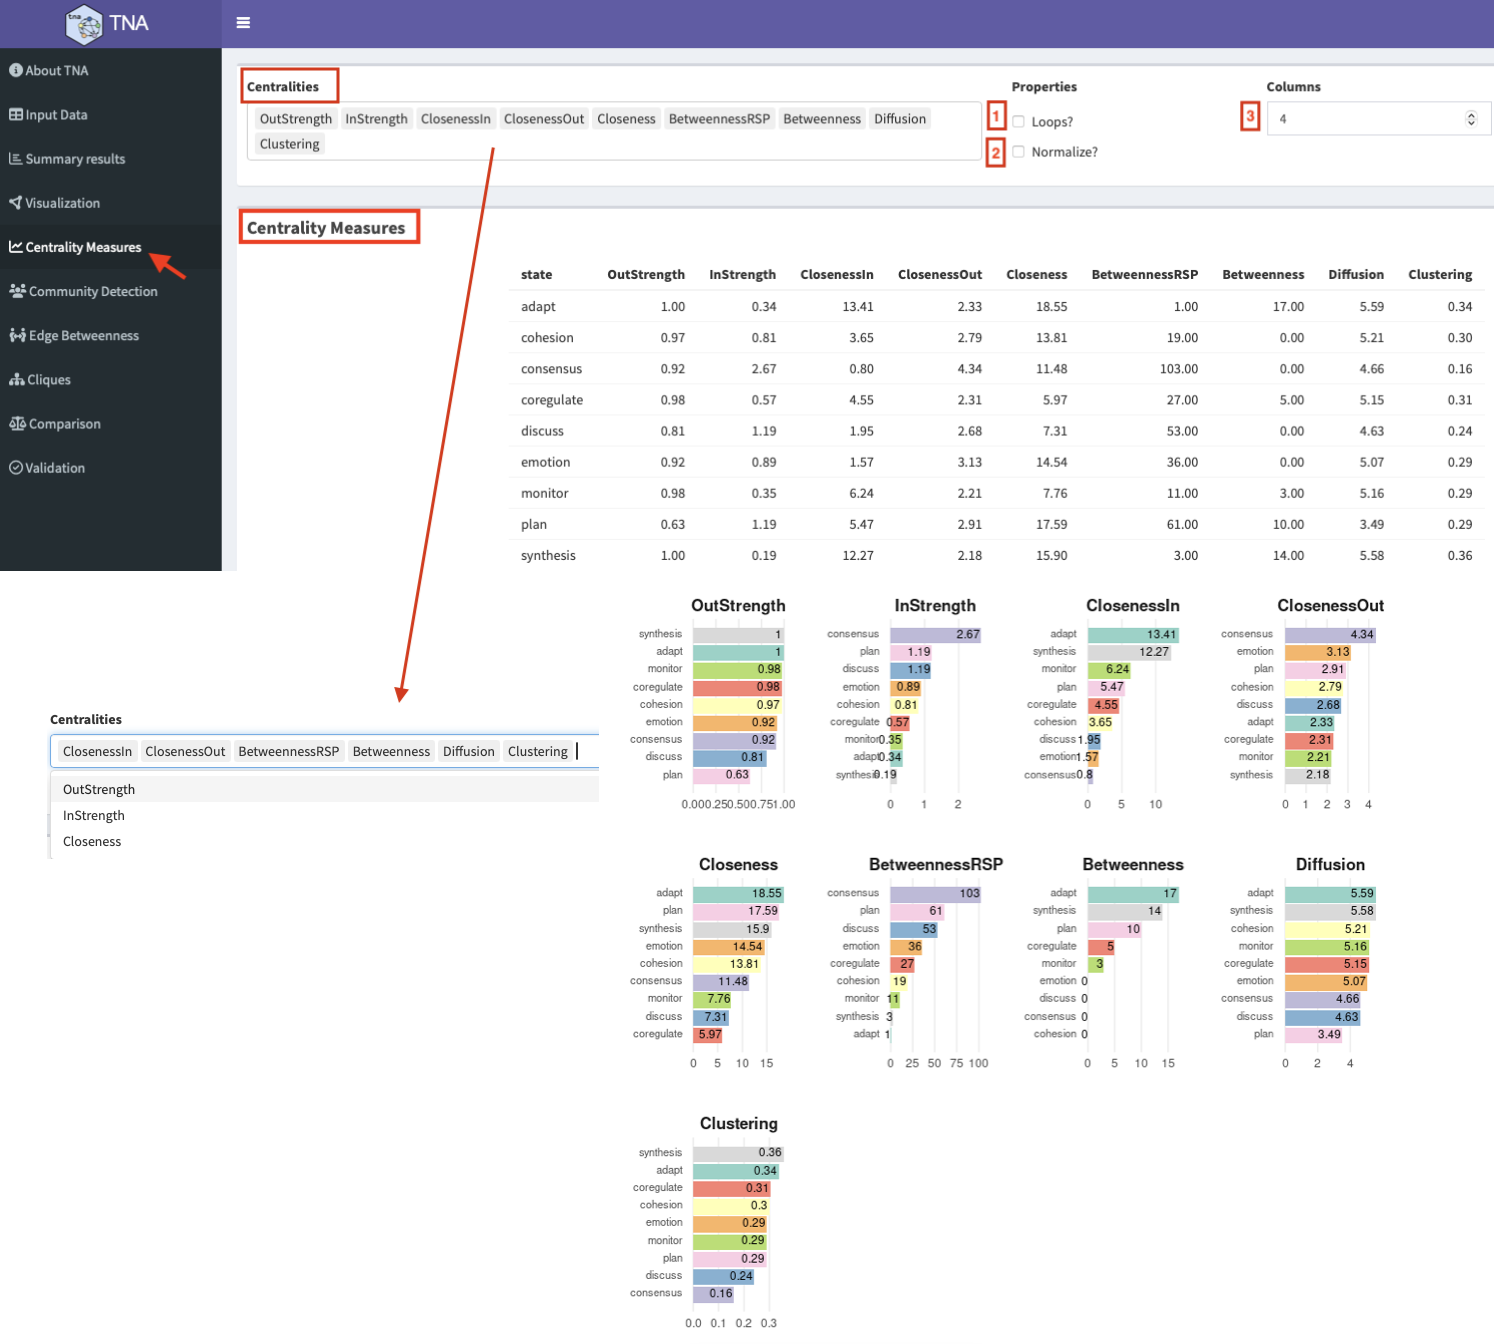 tna TNA
About TNA
Input Data
Summary results
Visualization
Centrality Measures
Community Detection
Edge Betweenness
Cliques
Comparison
Validation
Centralities
OutStrength InStrength ClosenessIn ClosenessOut Closeness BetweennessRSP Betweenness Diffusion
Clustering
Properties
1 Loops?
2 Normalize?
Columns
3 4
Centrality Measures
state OutStrength InStrength ClosenessIn ClosenessOut Closeness BetweennessRSP Betweenness Diffusion Clustering
adapt 1.00 0.34 13.41 2.33 18.55 1.00 17.00 5.59 0.34
cohesion 0.97 0.81 3.65 2.79 13.81 19.00 0.00 5.21 0.30
consensus 0.92 2.67 0.80 4.34 11.48 103.00 0.00 4.66 0.16
coregulate 0.98 0.57 4.55 2.31 5.97 27.00 5.00 5.15 0.31
discuss 0.81 1.19 1.95 2.68 7.31 53.00 0.00 4.63 0.24
emotion 0.92 0.89 1.57 3.13 14.54 36.00 0.00 5.07 0.29
monitor 0.98 0.35 6.24 2.21 7.76 11.00 3.00 5.16 0.29
plan 0.63 1.19 5.47 2.91 17.59 61.00 10.00 3.49 0.29
synthesis 1.00 0.19 12.27 2.18 15.90 3.00 14.00 5.58 0.36
Centralities
ClosenessIn ClosenessOut BetweennessRSP Betweenness Diffusion Clustering
OutStrength
InStrength
Closeness
OutStrength
synthesis 1
adapt 1
monitor 0.98
coregulate 0.98
cohesion 0.97
emotion 0.92
consensus 0.92
discuss 0.81
plan 0.63
0.00 0.25 0.50 0.75 1.00
InStrength
consensus 2.67
plan 1.19
discuss 1.19
emotion 0.89
cohesion 0.81
coregulate 0.57
monitor 0.35
adapt 0.34
synthesis 0.19
0 1 2
ClosenessIn
adapt 13.41
synthesis 12.27
monitor 6.24
plan 5.47
coregulate 4.55
cohesion 3.65
discuss 1.95
emotion 1.57
consensus 0.8
0 5 10
ClosenessOut
consensus 4.34
emotion 3.13
plan 2.91
cohesion 2.79
discuss 2.68
adapt 2.33
coregulate 2.31
monitor 2.21
synthesis 2.18
0 1 2 3 4
Closeness
adapt 18.55
plan 17.59
synthesis 15.9
emotion 14.54
cohesion 13.81
consensus 11.48
monitor 7.76
discuss 7.31
coregulate 5.97
0 5 10 15
BetweennessRSP
consensus 103
plan 61
discuss 53
emotion 36
coregulate 27
cohesion 19
monitor 11
synthesis 3
adapt 1
0 25 50 75 100
Betweenness
adapt 17
synthesis 14
plan 10
coregulate 5
monitor 3
emotion 0
discuss 0
consensus 0
cohesion 0
0 5 10 15
Diffusion
adapt 5.59
synthesis 5.58
cohesion 5.21
monitor 5.16
coregulate 5.15
emotion 5.07
consensus 4.66
discuss 4.63
plan 3.49
0 2 4
Clustering
synthesis 0.36
adapt 0.34
coregulate 0.31
cohesion 0.3
emotion 0.29
monitor 0.29
plan 0.29
discuss 0.24
consensus 0.16
0.0 0.1 0.2 0.3